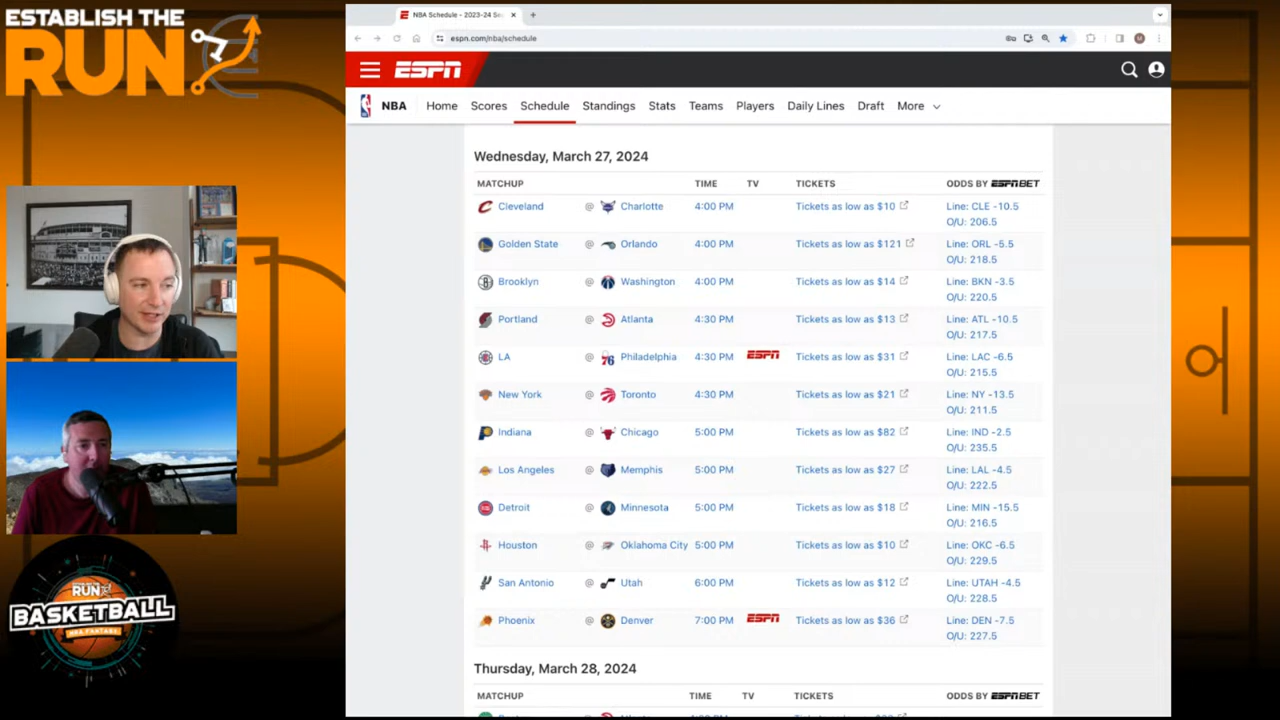 ESTABLISH THE
RUN
NBA Schedule - 2023-24 Se
espn.com/nba/schedule
ESPN
NBA Home Scores Schedule Standings Stats Teams Players Daily Lines Draft More
Wednesday, March 27, 2024
MATCHUP TIME TV TICKETS ODDS BY ESPN BET
Cleveland @ Charlotte 4:00 PM Tickets as low as $10 Line: CLE -10.5
O/U: 206.5
Golden State @ Orlando 4:00 PM Tickets as low as $121 Line: ORL -5.5
O/U: 218.5
Brooklyn @ Washington 4:00 PM Tickets as low as $14 Line: BKN -3.5
O/U: 220.5
Portland @ Atlanta 4:30 PM Tickets as low as $13 Line: ATL -10.5
O/U: 217.5
LA @ 76 Philadelphia 4:30 PM ESPN Tickets as low as $31 Line: LAC -6.5
O/U: 215.5
New York @ Toronto 4:30 PM Tickets as low as $21 Line: NY -13.5
O/U: 211.5
Indiana @ Chicago 5:00 PM Tickets as low as $82 Line: IND -2.5
O/U: 235.5
Los Angeles @ Memphis 5:00 PM Tickets as low as $27 Line: LAL -4.5
O/U: 222.5
Detroit @ Minnesota 5:00 PM Tickets as low as $18 Line: MIN -15.5
O/U: 216.5
Houston @ Oklahoma City 5:00 PM Tickets as low as $10 Line: OKC -6.5
O/U: 229.5
San Antonio @ Utah 6:00 PM Tickets as low as $12 Line: UTAH -4.5
O/U: 228.5
Phoenix @ Denver 7:00 PM ESPN Tickets as low as $36 Line: DEN -7.5
O/U: 227.5
Thursday, March 28, 2024
MATCHUP TIME TV TICKETS ODDS BY ESPN BET
ESTABLISH THE
RUN
BASKETBALL
NBA FANTASY